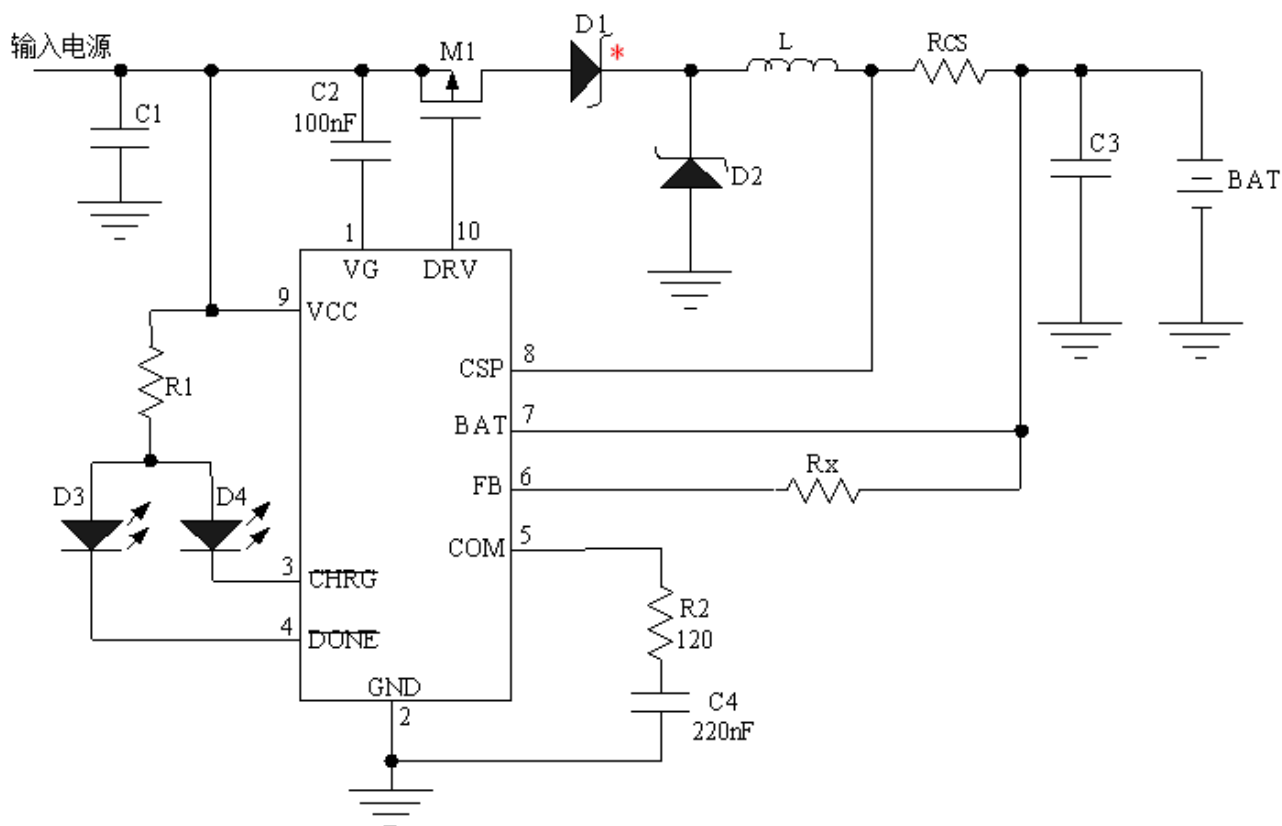 输入电源
D1
*
M1
L
RCS
C2
100nF
C1
D2
C3
BAT
1
10
VG
DRV
9
VCC
8
CSP
R1
7
BAT
6
FB
Rx
D3
D4
5
COM
3
CHRG
R2
120
4
DONE
GND
2
C4
220nF